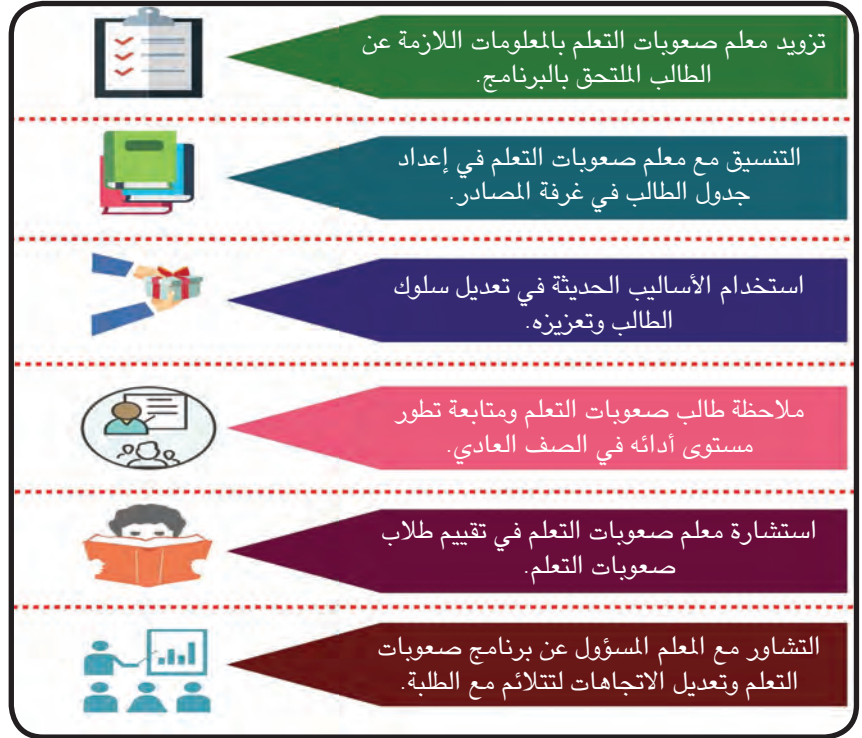 تزويد معلم صعوبات التعلم بالمعلومات اللازمة عن
الطالب الملتحق بالبرنامج.
التنسيق مع معلم صعوبات التعلم في إعداد
جدول الطالب في غرفة المصادر.
استخدام الأساليب الحديثة في تعديل سلوك
الطالب وتعزيزه.
ملاحظة طالب صعوبات التعلم ومتابعة تطور
مستوى أدائه في الصف العادي.
استشارة معلم صعوبات التعلم في تقييم طلاب
صعوبات التعلم.
التشاور مع المعلم المسؤول عن برنامج صعوبات
التعلم وتعديل الاتجاهات لتتلائم مع الطلبة.